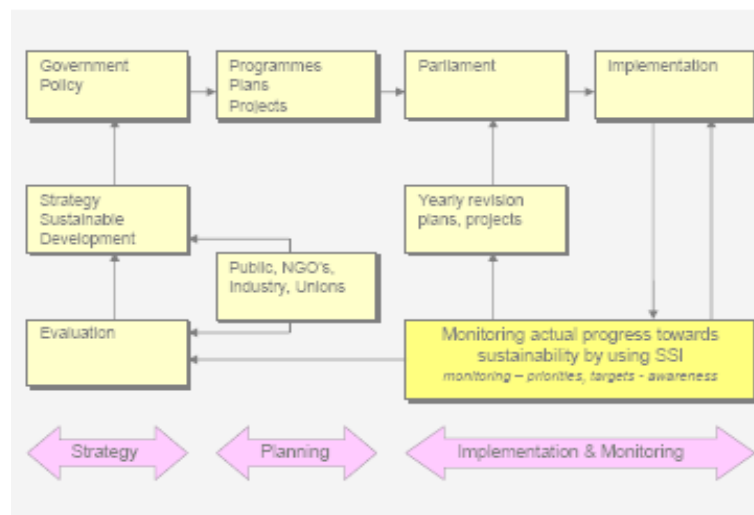 Government
Policy
Programmes
Plans
Projects
Parliament
Implementation
Strategy
Sustainable
Development
Yearly revision
plans, projects
Public, NGO's,
Industry, Unions
Evaluation
Monitoring actual progress towards
sustainability by using SSI
monitoring – priorities, targets - awareness
Strategy
Planning
Implementation & Monitoring